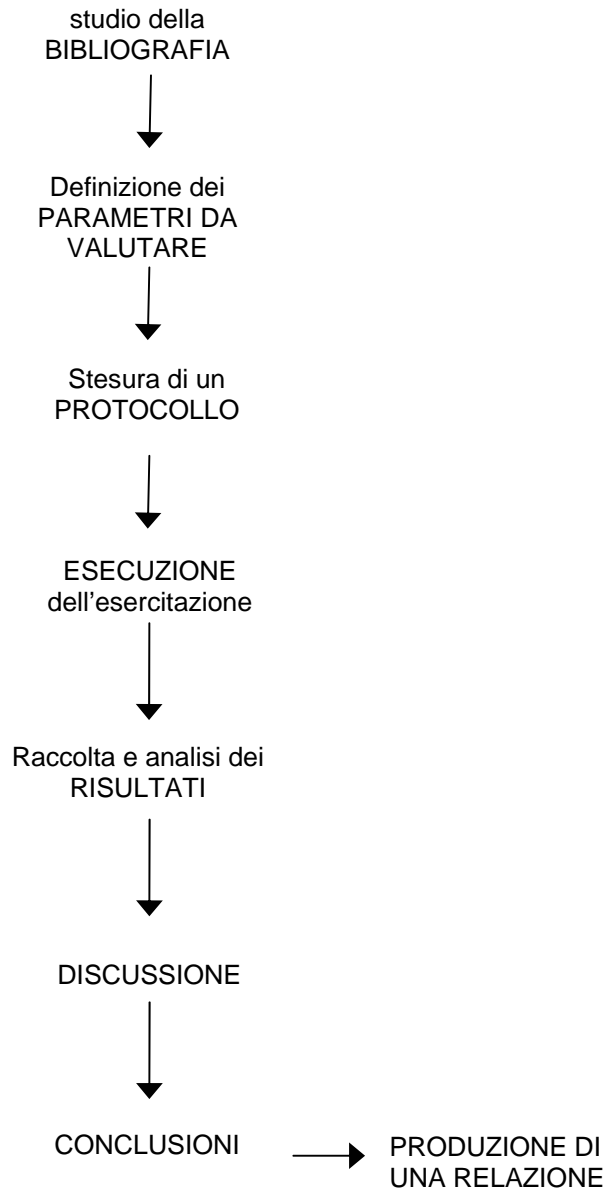 studio della
BIBLIOGRAFIA
Definizione dei
PARAMETRI DA
VALUTARE
Stesura di un
PROTOCOLLO
ESECUZIONE
dell'esercitazione
Raccolta e analisi dei
RISULTATI
DISCUSSIONE
CONCLUSIONI
PRODUZIONE DI
UNA RELAZIONE